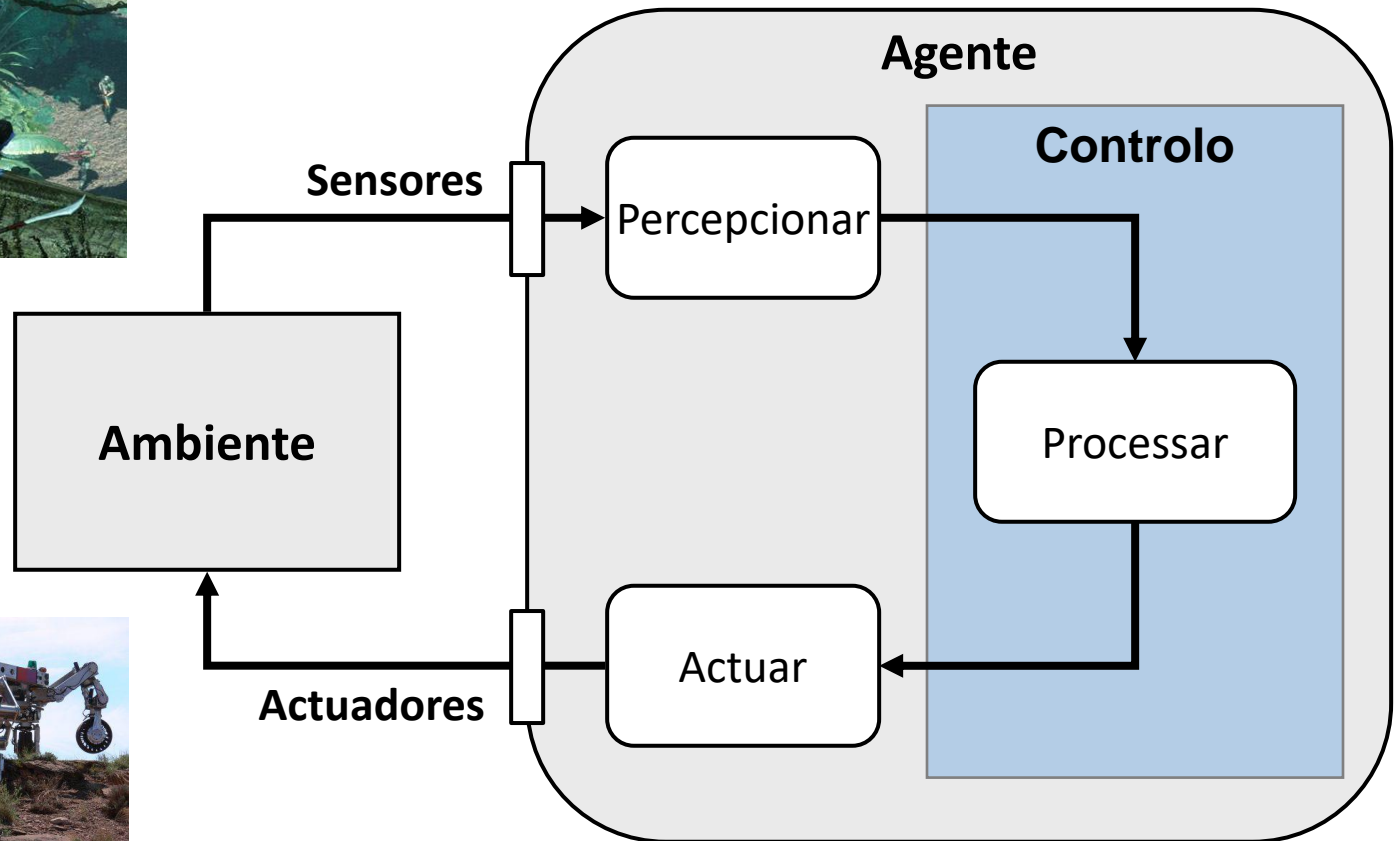 Agente
Controlo
Sensores
Percepcionar
Ambiente
Processar
Actuar
Actuadores